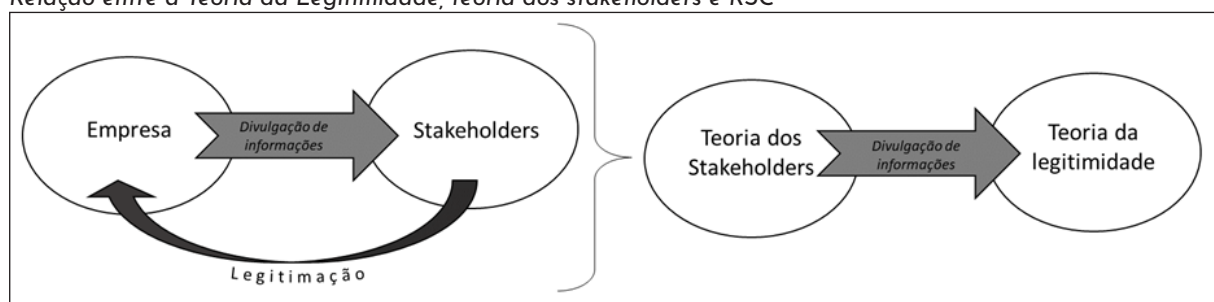 Relação entre a Teoria da Legitimidade, Teoria dos stakeholders e RSC
Empresa
Divulgação de
informações
Stakeholders
Legitimação
Teoria dos
Stakeholders
Divulgação de
informações
Teoria da
legitimidade